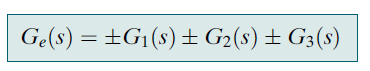 Gₑ(s) = ±G₁(s) ± G₂(s) ± G₃(s)